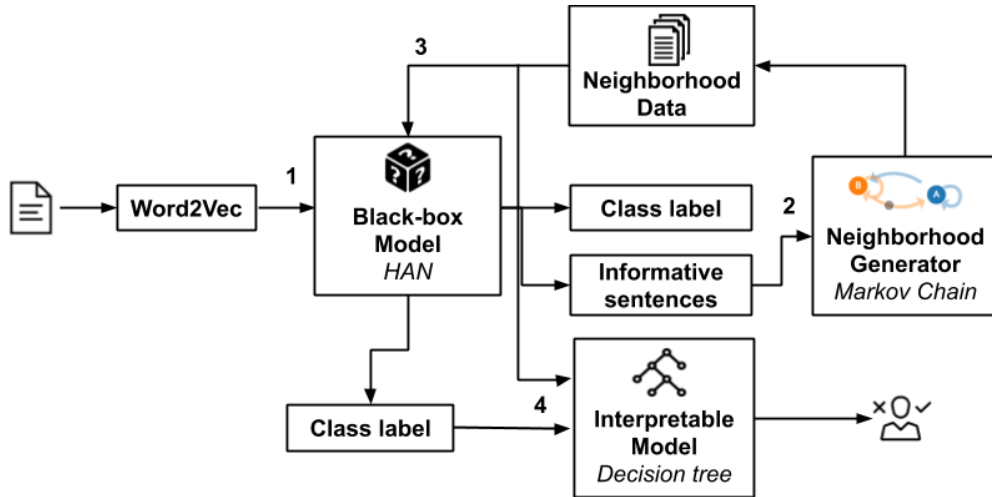 3
Neighborhood
Data
1
Word2Vec
? ? ?
Black-box
Model
HAN
Class label
2
Informative
sentences
B
A
Neighborhood
Generator
Markov Chain
Class label
4
Interpretable
Model
Decision tree